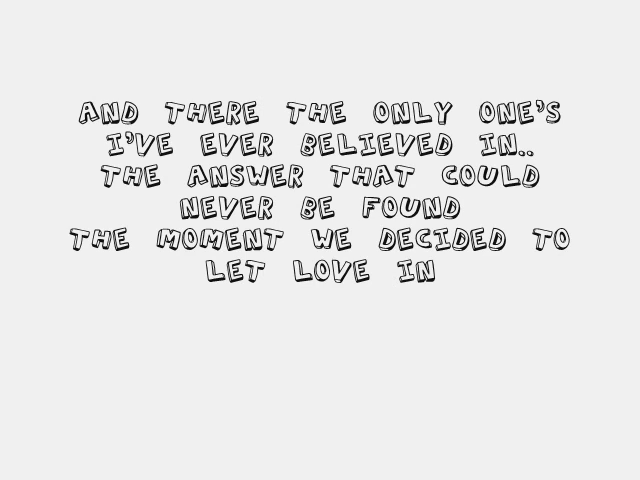 AND THERE THE ONLY ONE'S
I'VE EVER BELIEVED IN..
THE ANSWER THAT COULD
NEVER BE FOUND
THE MOMENT WE DECIDED TO
LET LOVE IN